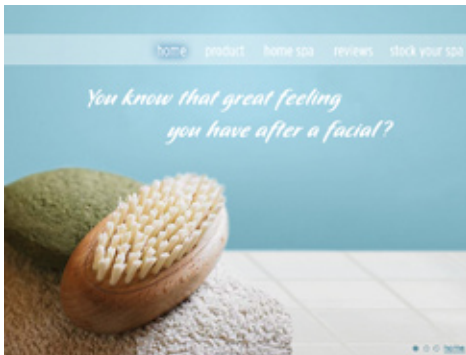 home product home spa reviews stock your spa
You know that great feeling
you have after a facial?
home